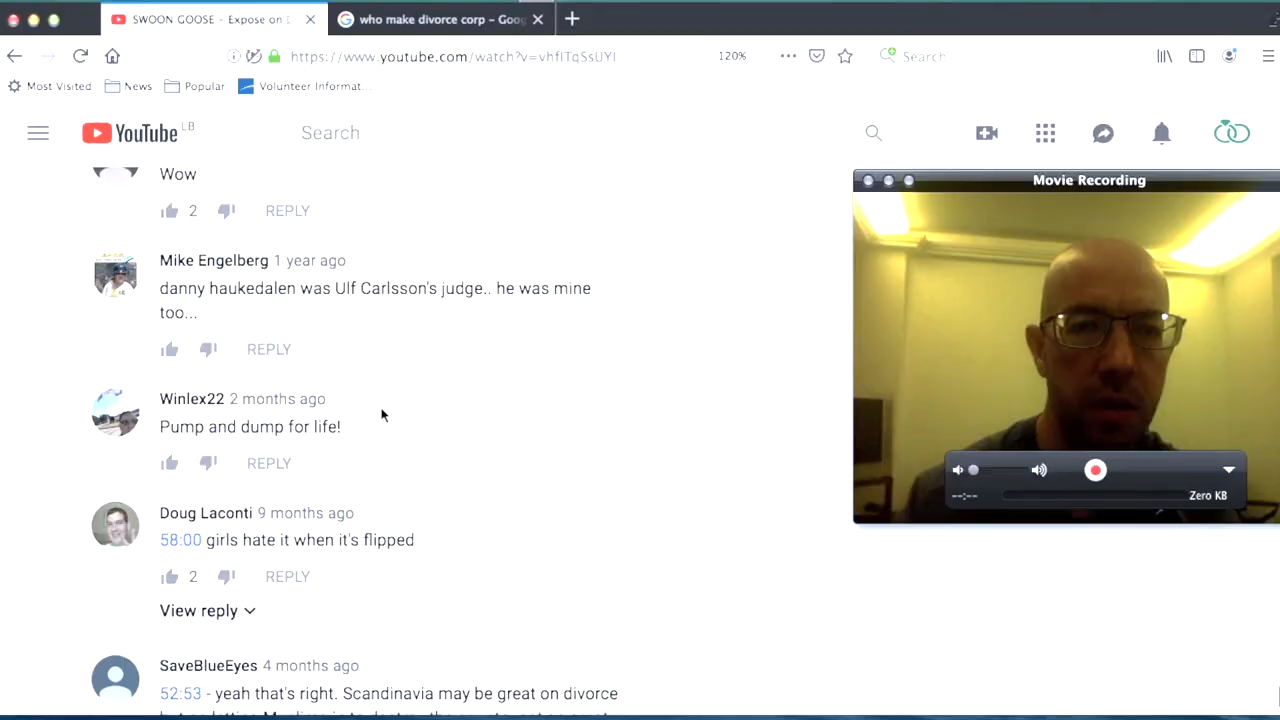 SWOON GOOSE - Expose on
who make divorce corp - Goog
https://www.youtube.com/watch?v=vhfITqSsUYI
120%
Search
Most Visited
News
Popular
Volunteer Informat...
YouTube LB
Search
Wow
2
REPLY
Mike Engelberg 1 year ago
danny haukedalen was Ulf Carlsson's judge.. he was mine
too...
REPLY
Winlex22 2 months ago
Pump and dump for life!
REPLY
Doug Laconti 9 months ago
58:00 girls hate it when it's flipped
2
REPLY
View reply
SaveBlueEyes 4 months ago
52:53 - yeah that's right. Scandinavia may be great on divorce
Movie Recording
--:--
Zero KB